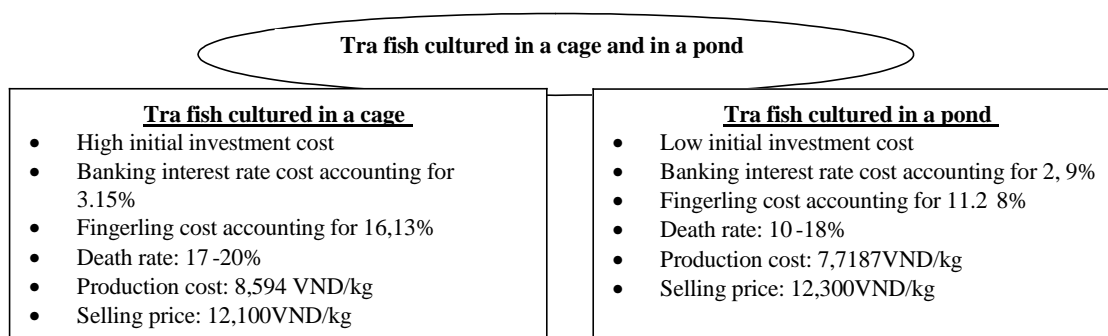 Tra fish cultured in a cage and in a pond
Tra fish cultured in a cage
• High initial investment cost
• Banking interest rate cost accounting for
3.15%
• Fingerling cost accounting for 16,13%
• Death rate: 17 -20%
• Production cost: 8,594 VND/kg
• Selling price: 12,100VND/kg
Tra fish cultured in a pond
• Low initial investment cost
• Banking interest rate cost accounting for 2, 9%
• Fingerling cost accounting for 11.2 8%
• Death rate: 10 -18%
• Production cost: 7,7187VND/kg
• Selling price: 12,300VND/kg